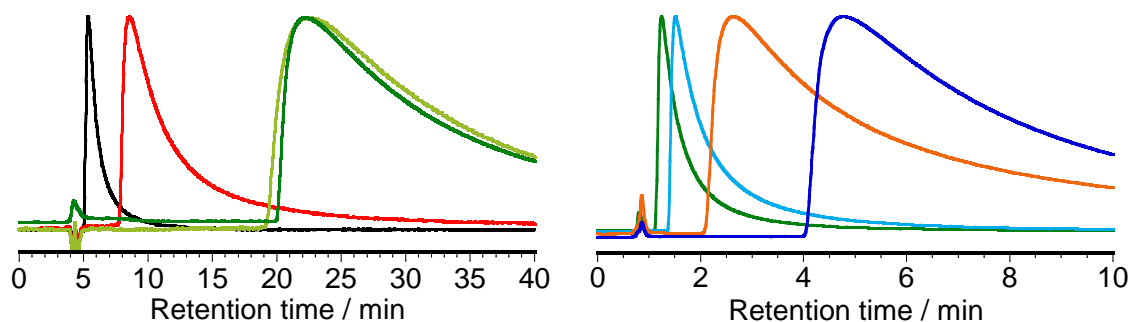 0 5 10 15 20 25 30 35 40
Retention time / min
0 2 4 6 8 10
Retention time / min